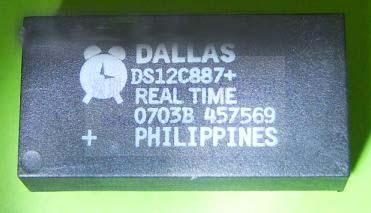 DALLAS
DS12C887+
REAL TIME
0703B 457569
+ PHILIPPINES